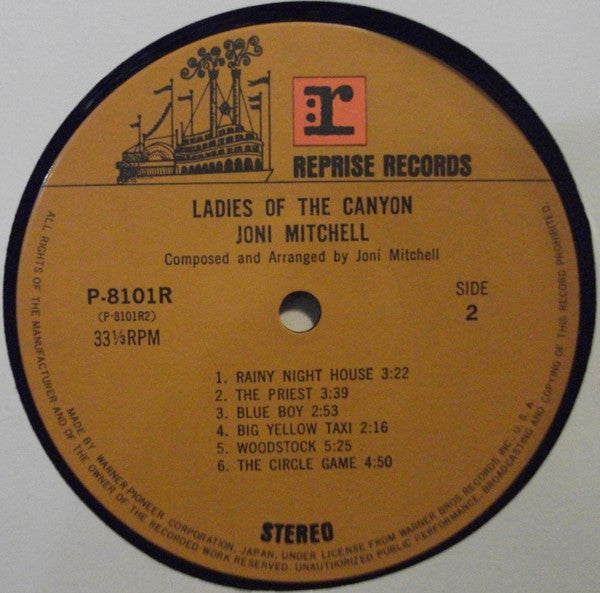 :r
REPRISE RECORDS
LADIES OF THE CANYON
JONI MITCHELL
Composed and Arranged by Joni Mitchell
P-8101R
(P-8101R2)
33⅓RPM
SIDE
2
1. RAINY NIGHT HOUSE 3:22
2. THE PRIEST 3:39
3. BLUE BOY 2:53
4. BIG YELLOW TAXI 2:16
5. WOODSTOCK 5:25
6. THE CIRCLE GAME 4:50
STEREO
ALL RIGHTS OF THE MANUFACTURER AND OF THE OWNER OF THE RECORDED WORK RESERVED. UNAUTHORIZED PUBLIC PERFORMANCE, BROADCASTING AND COPYING OF THIS RECORD PROHIBITED
MADE BY WARNER-PIONEER CORPORATION, JAPAN, UNDER LICENSE FROM WARNER BROS RECORDS INC. U. S. A.